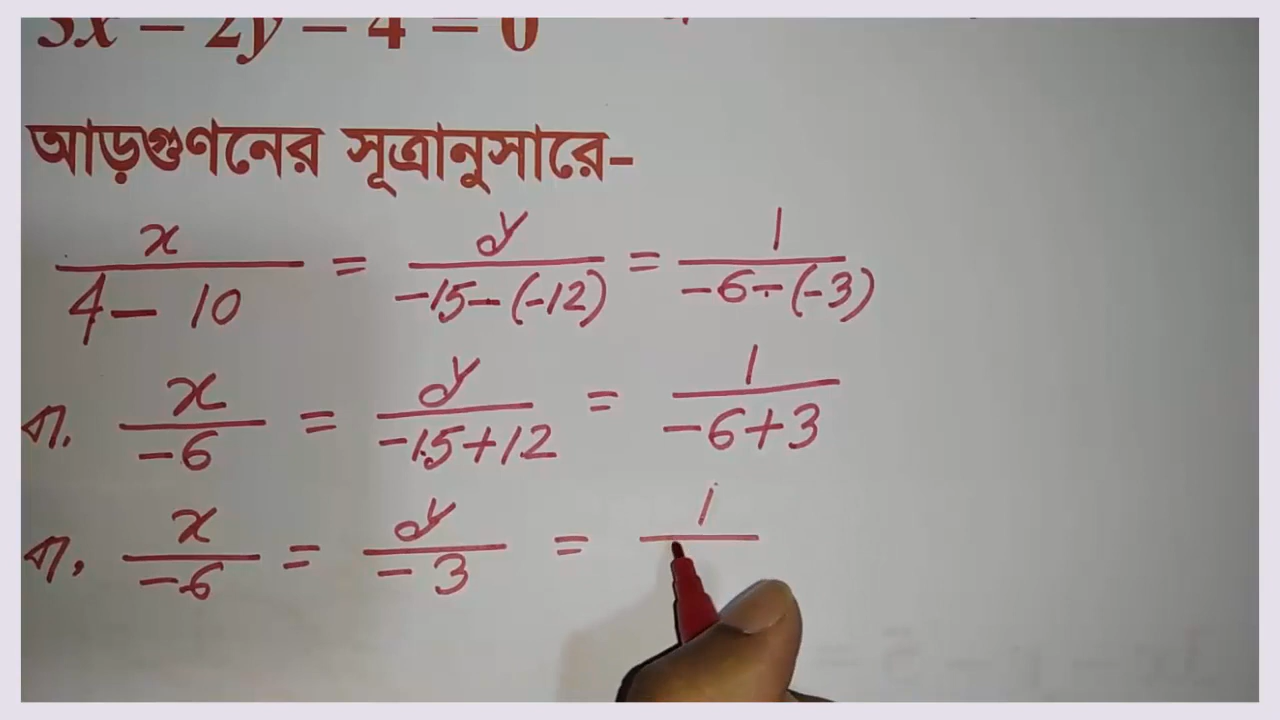 3x - 2y - 4 = 0
আড়গুণনের সূত্রানুসারে-
x/(4 - 10) = y/(-15-(-12)) = 1/(-6-(-3))
বা, x/-6 = y/(-15+12) = 1/(-6+3)
বা, x/-6 = y/-3 = 1/